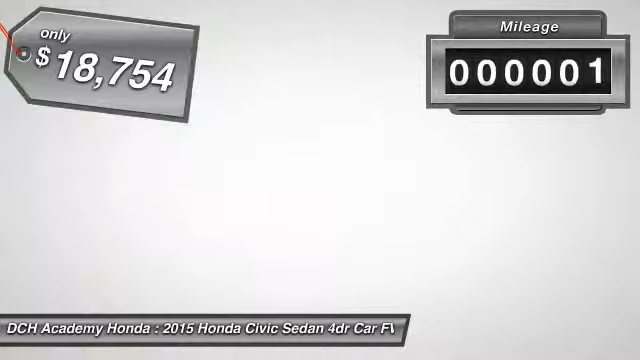 only
$18,754
Mileage
000001
DCH Academy Honda : 2015 Honda Civic Sedan 4dr Car